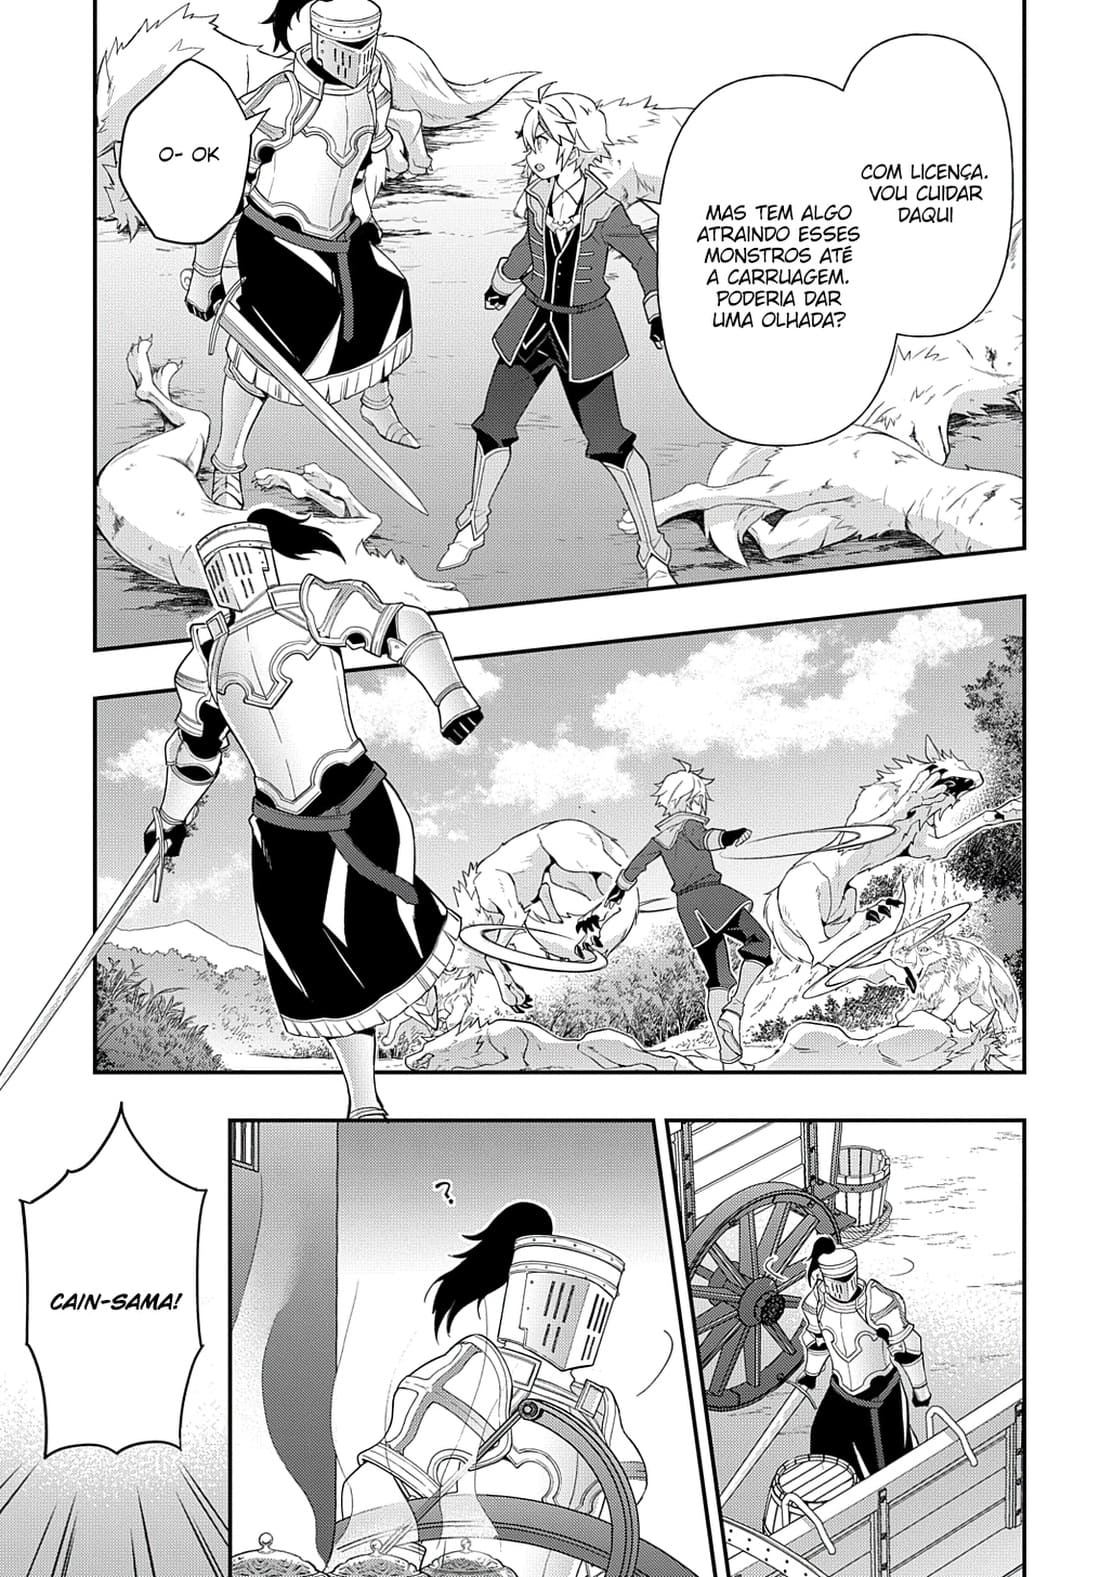 COM LICENÇA.
VOU CUIDAR
DAQUI
MAS TEM ALGO
ATRAINDO ESSES
MONSTROS ATÉ
A CARRUAGEM.
PODERIA DAR
UMA OLHADA?
O- OK
?
CAIN-SAMA!